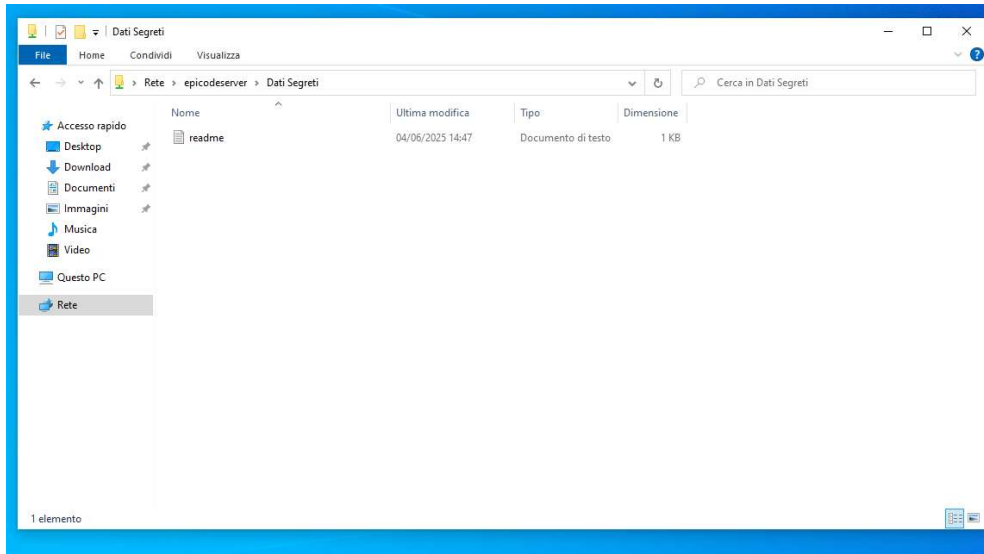 Dati Segreti
File Home Condividi Visualizza
Rete > epicodeserver > Dati Segreti
Cerca in Dati Segreti
Nome Ultima modifica Tipo Dimensione
readme 04/06/2025 14:47 Documento di testo 1 KB
Accesso rapido
Desktop
Download
Documenti
Immagini
Musica
Video
Questo PC
Rete
1 elemento